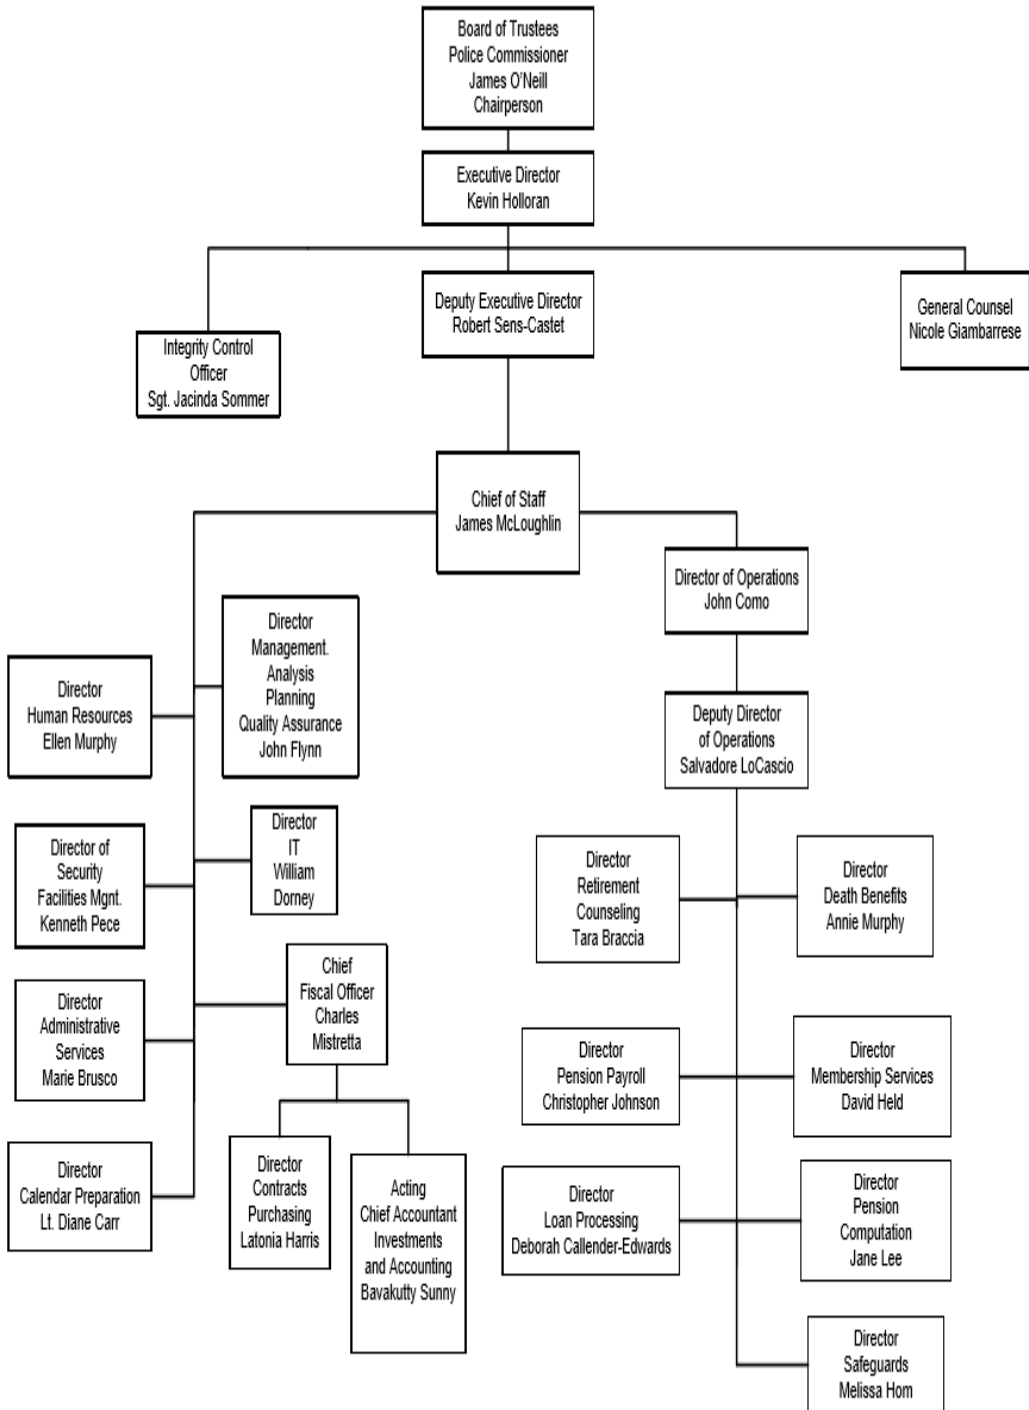 Board of Trustees
Police Commissioner
James O'Neill
Chairperson
Executive Director
Kevin Holloran
Integrity Control
Officer
Sgt. Jacinda Sommer
Deputy Executive Director
Robert Sens-Castet
General Counsel
Nicole Giambarrese
Chief of Staff
James McLoughlin
Director of Operations
John Como
Director
Management.
Analysis
Planning
Quality Assurance
John Flynn
Director
Human Resources
Ellen Murphy
Deputy Director
of Operations
Salvadore LoCascio
Director of
Security
Facilities Mgnt.
Kenneth Pece
Director
IT
William
Dorney
Director
Retirement
Counseling
Tara Braccia
Director
Death Benefits
Annie Murphy
Director
Administrative
Services
Marie Brusco
Chief
Fiscal Officer
Charles
Mistretta
Director
Pension Payroll
Christopher Johnson
Director
Membership Services
David Held
Director
Calendar Preparation
Lt. Diane Carr
Director
Contracts
Purchasing
Latonia Harris
Acting
Chief Accountant
Investments
and Accounting
Bavakutty Sunny
Director
Loan Processing
Deborah Callender-Edwards
Director
Pension
Computation
Jane Lee
Director
Safeguards
Melissa Hom